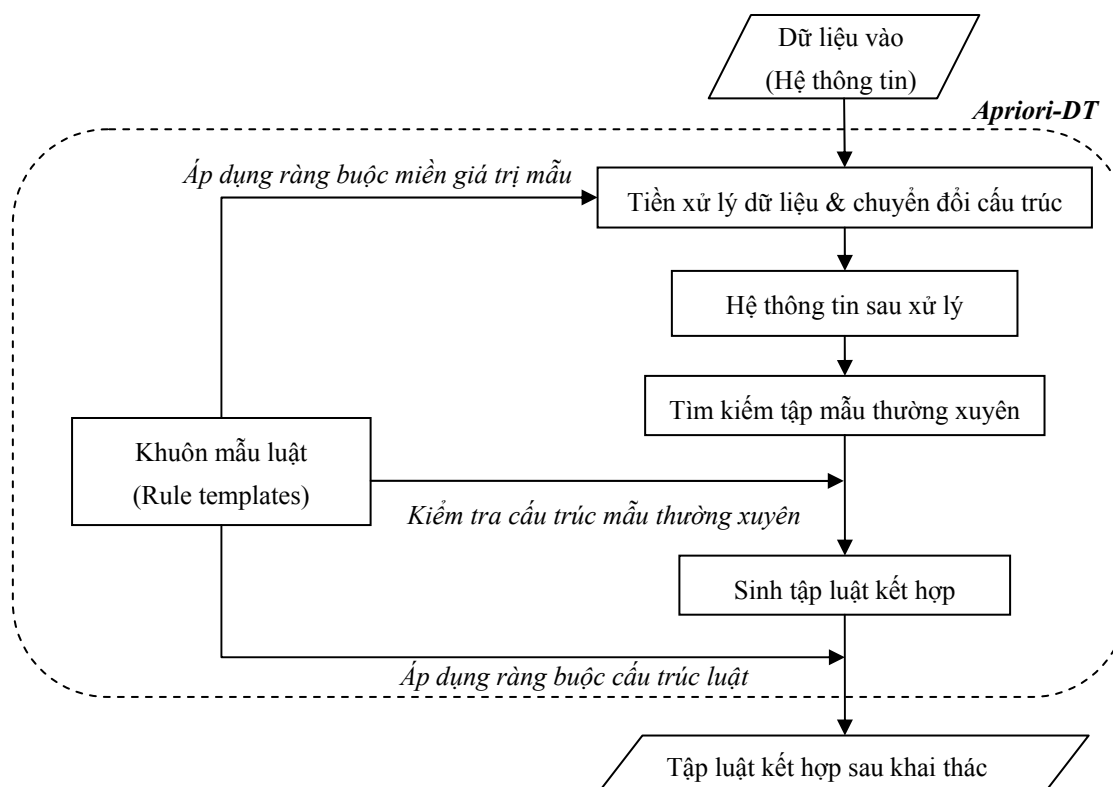 Dữ liệu vào
(Hệ thông tin)
Apriori-DT
Áp dụng ràng buộc miền giá trị mẫu
Tiền xử lý dữ liệu & chuyển đổi cấu trúc
Hệ thông tin sau xử lý
Tìm kiếm tập mẫu thường xuyên
Khuôn mẫu luật
(Rule templates)
Kiểm tra cấu trúc mẫu thường xuyên
Sinh tập luật kết hợp
Áp dụng ràng buộc cấu trúc luật
Tập luật kết hợp sau khai thác